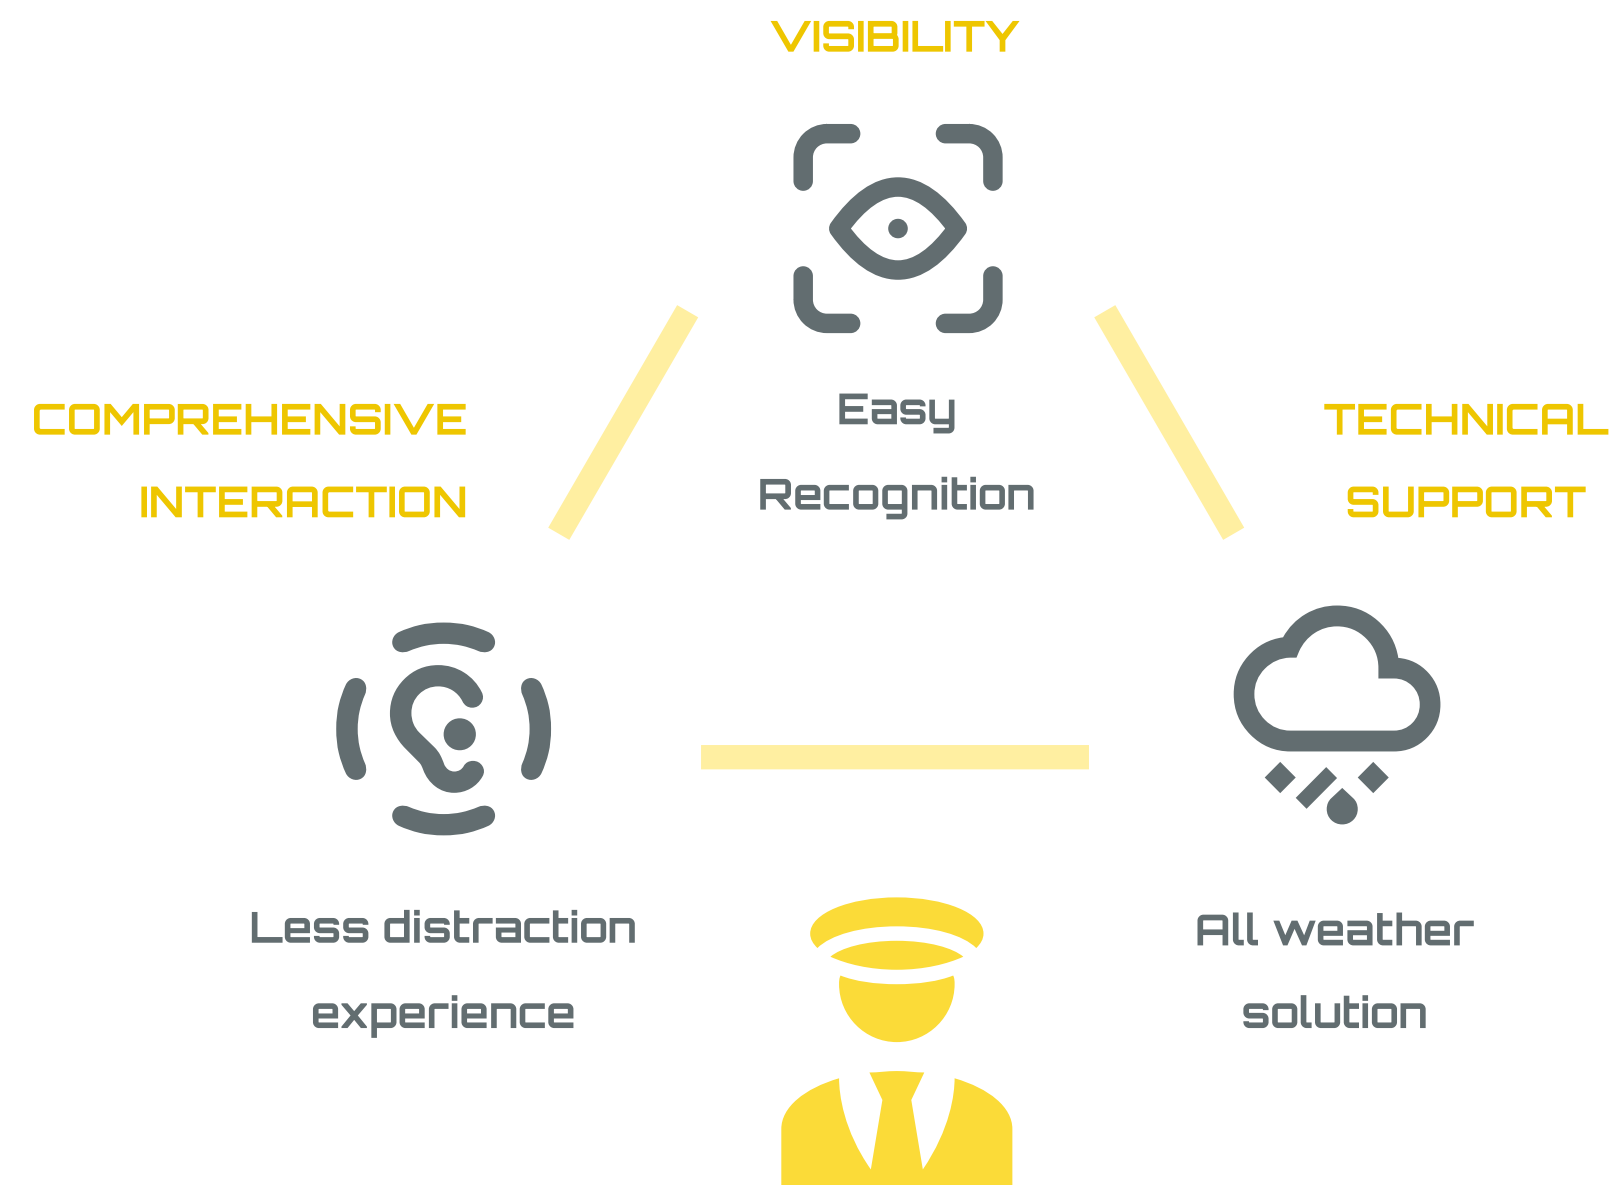 VISIBILITY
Easy
Recognition
COMPREHENSIVE
INTERACTION
TECHNICAL
SUPPORT
Less distraction
experience
All weather
solution